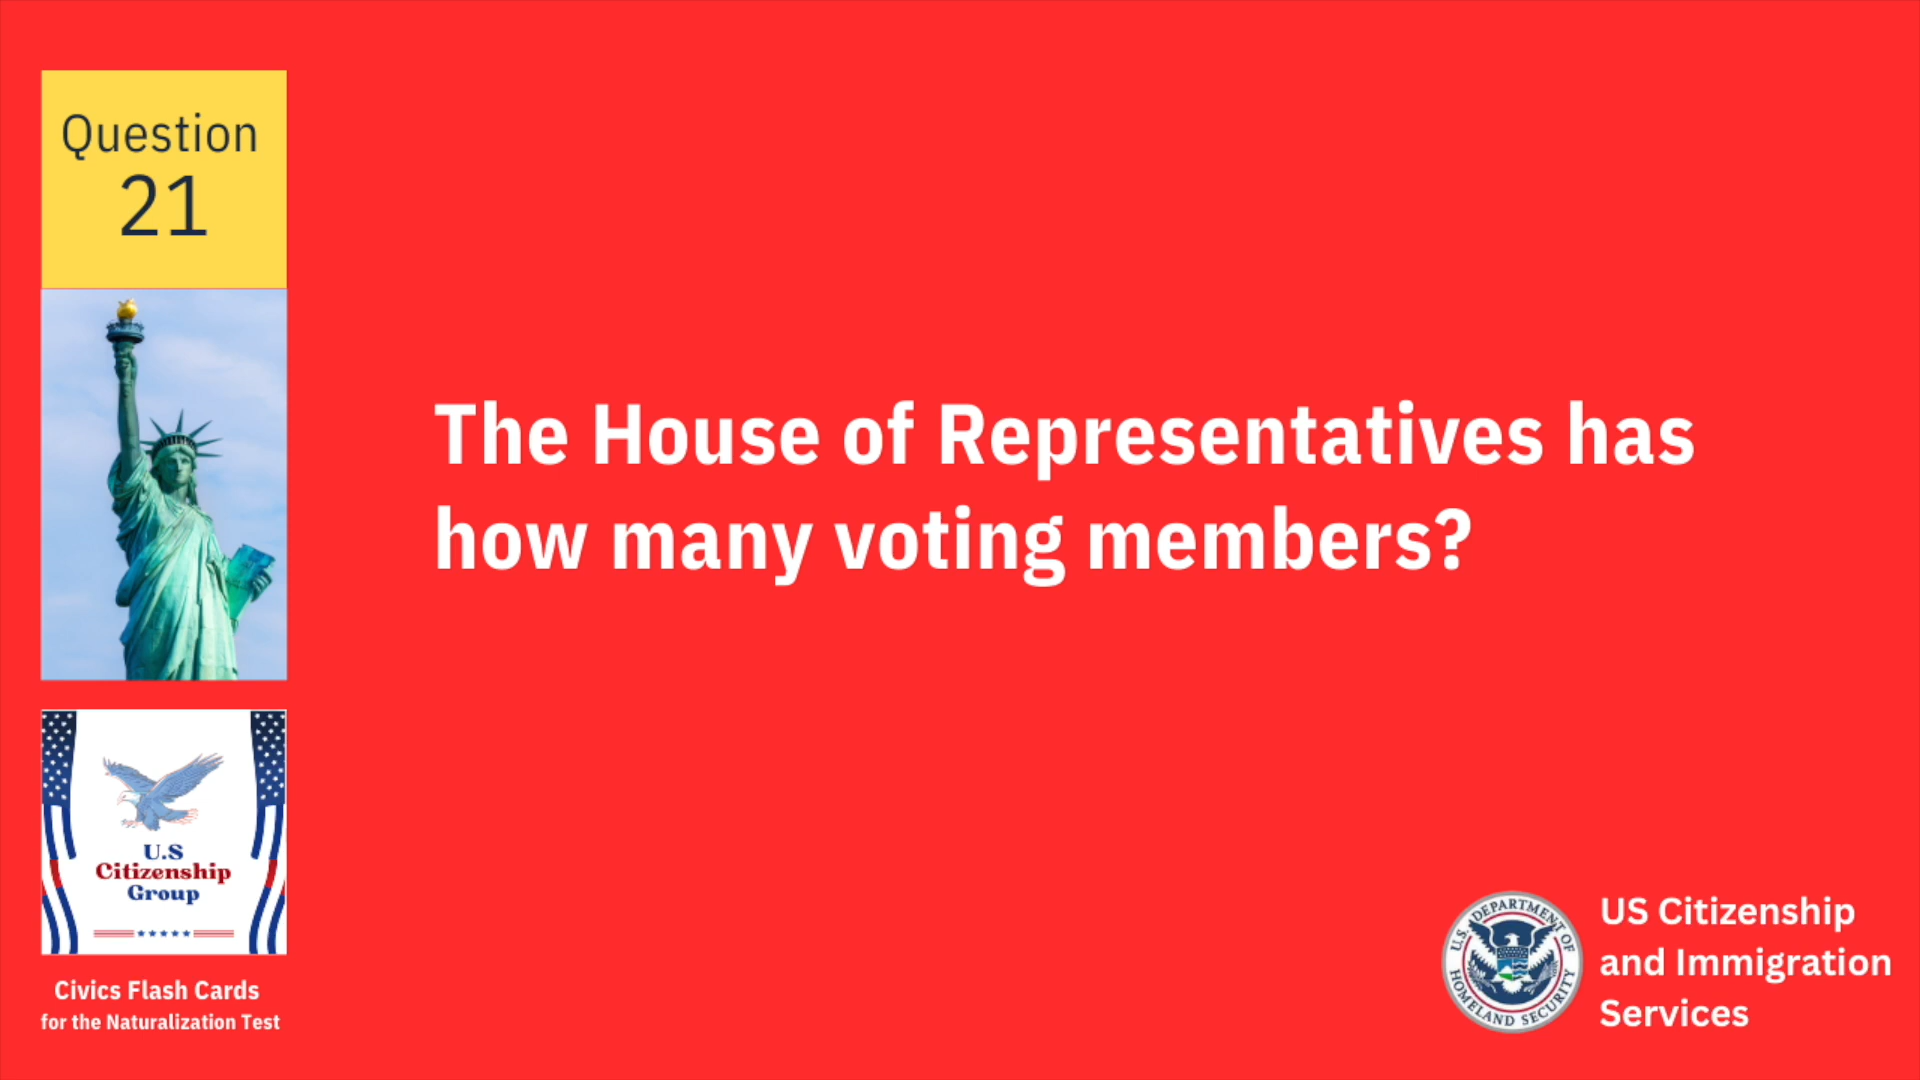 Question
21
The House of Representatives has
how many voting members?
U.S
Citizenship
Group
Civics Flash Cards
for the Naturalization Test
U.S. DEPARTMENT OF
HOMELAND SECURITY
US Citizenship
and Immigration
Services